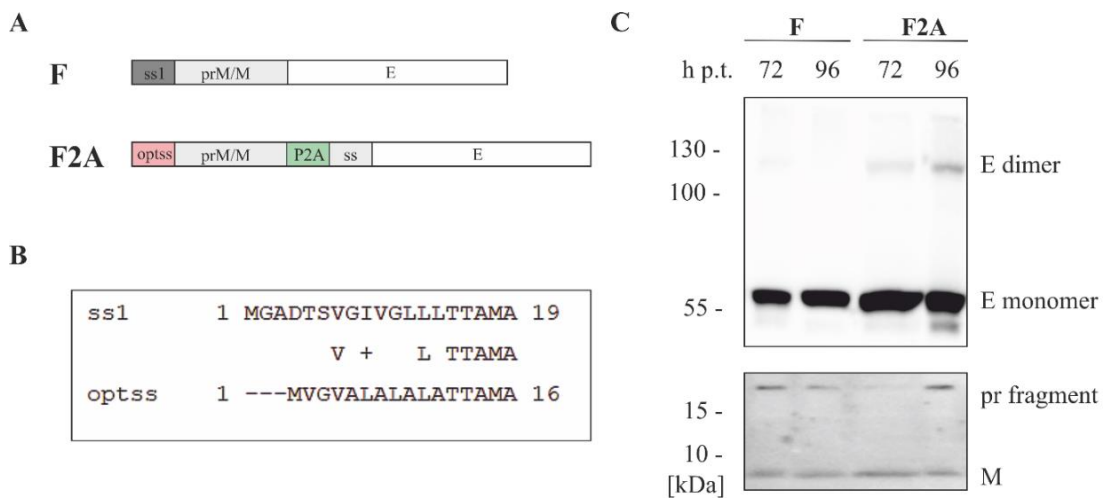 A
F
ss1 prM/M E
F2A
optss prM/M P2A ss E
B
ss1 1 MGADTSVGIVGLLLTTAMA 19
V + L TTAMA
optss 1 ---MVGVALALALATTAMA 16
C
F F2A
h p.t. 72 96 72 96
130 -
E dimer
100 -
55 -
E monomer
pr fragment
15 -
10 -
[kDa]
M